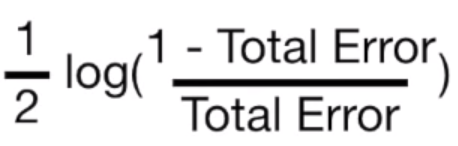 1/2 log( (1 - Total Error) / Total Error )